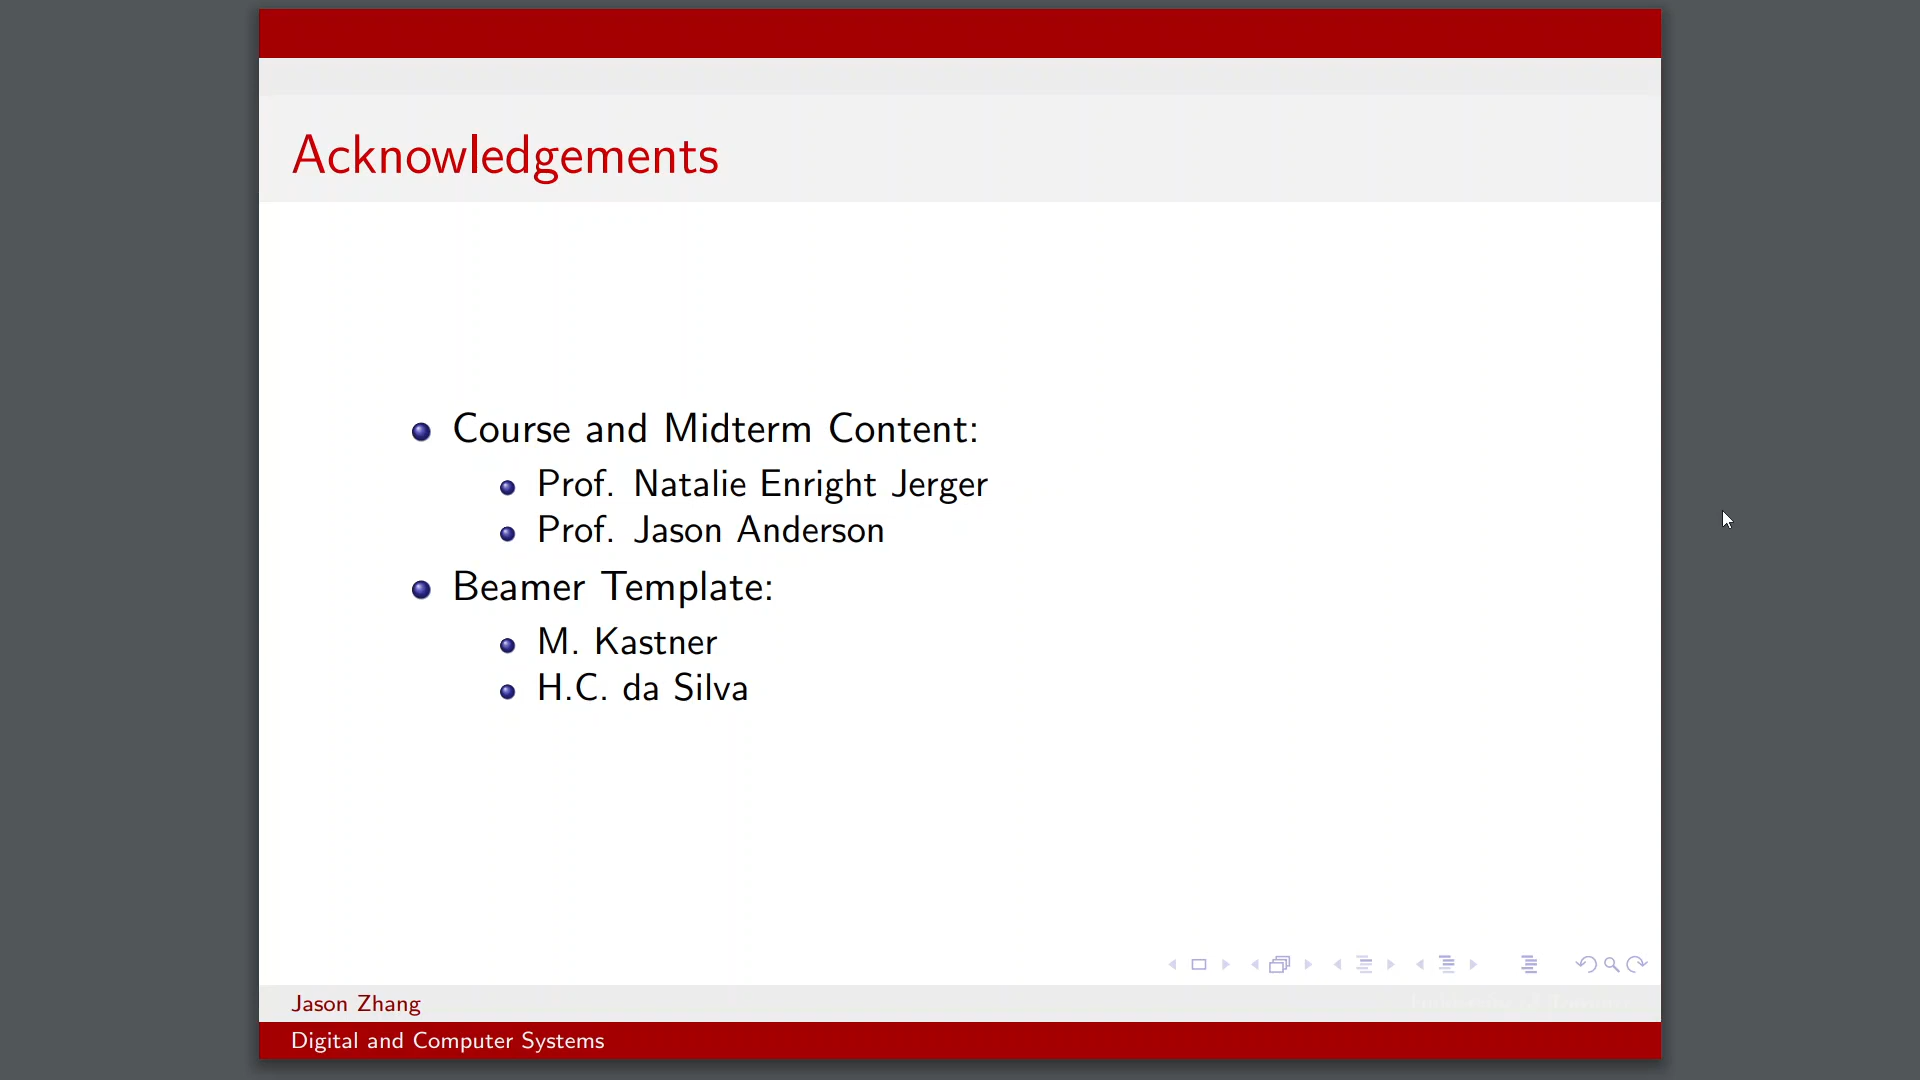 Acknowledgements
Course and Midterm Content:
Prof. Natalie Enright Jerger
Prof. Jason Anderson
Beamer Template:
M. Kastner
H.C. da Silva
Jason Zhang
Digital and Computer Systems